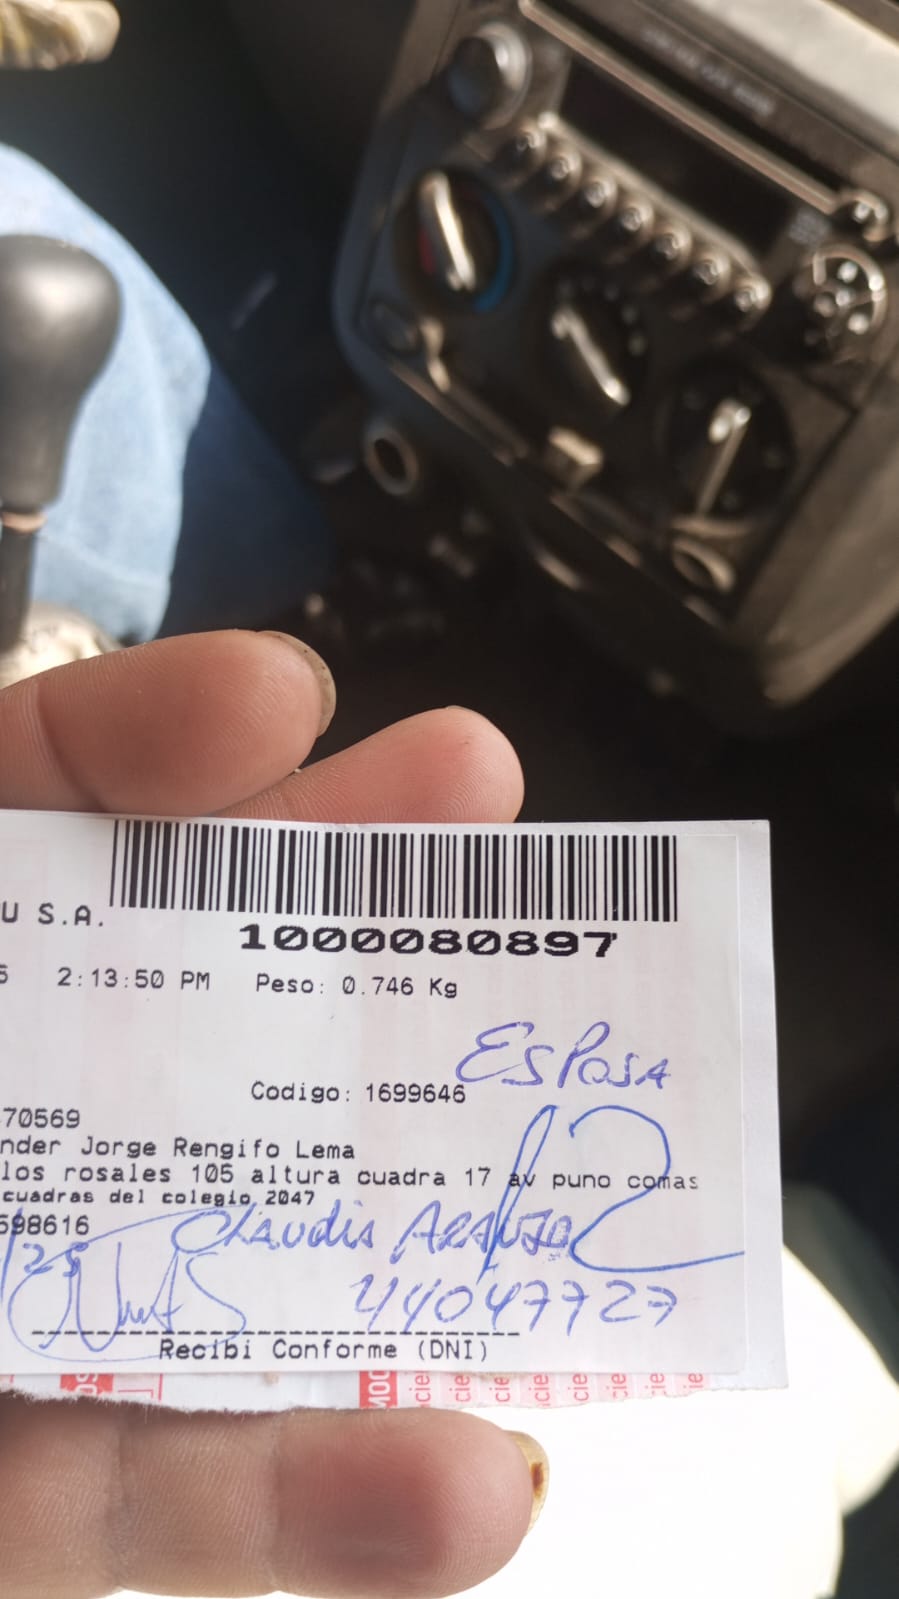 U S.A.
1000080897
5 2:13:50 PM Peso: 0.746 Kg
ESPOSA
Codigo: 1699646
70569
nder Jorge Rengifo Lema
los rosales 105 altura cuadra 17 av puno comas
cuadras del colegio 2047
598616
Claudia ARAUJO
44047727
Recibi Conforme (DNI)